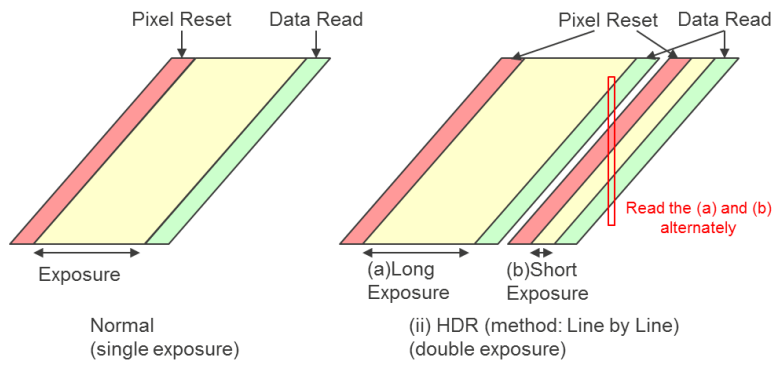 Pixel Reset
Data Read
Pixel Reset
Data Read
Read the (a) and (b)
alternately
Exposure
(a)Long
Exposure
(b)Short
Exposure
Normal
(single exposure)
(ii) HDR (method: Line by Line)
(double exposure)